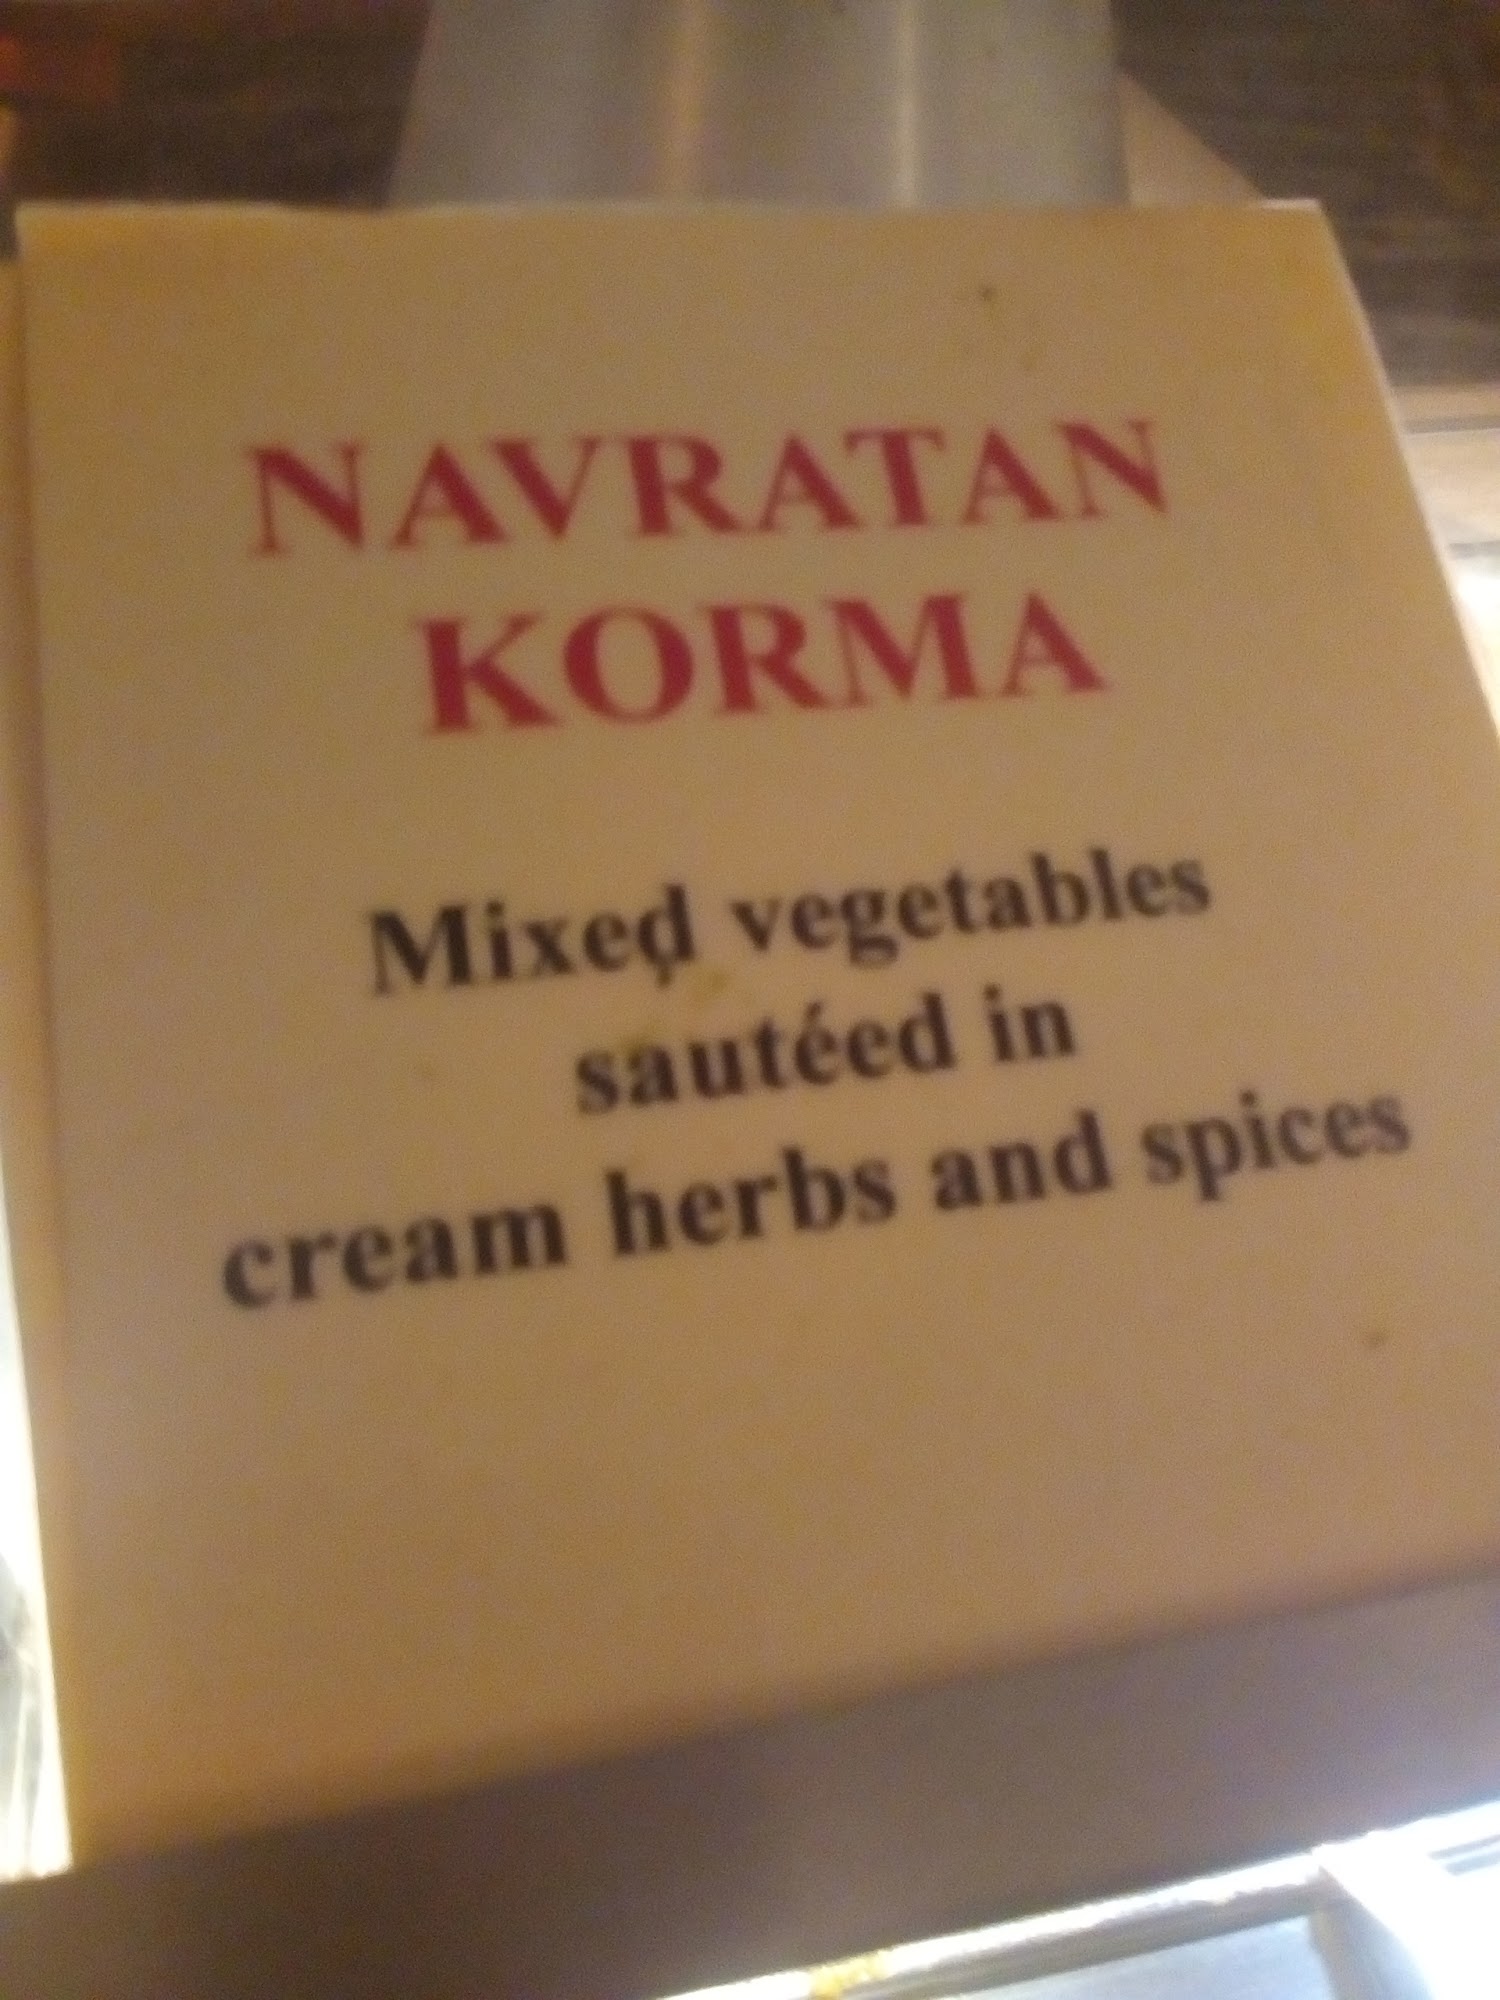 NAVRATAN
KORMA
Mixed vegetables
sautéed in
cream herbs and spices